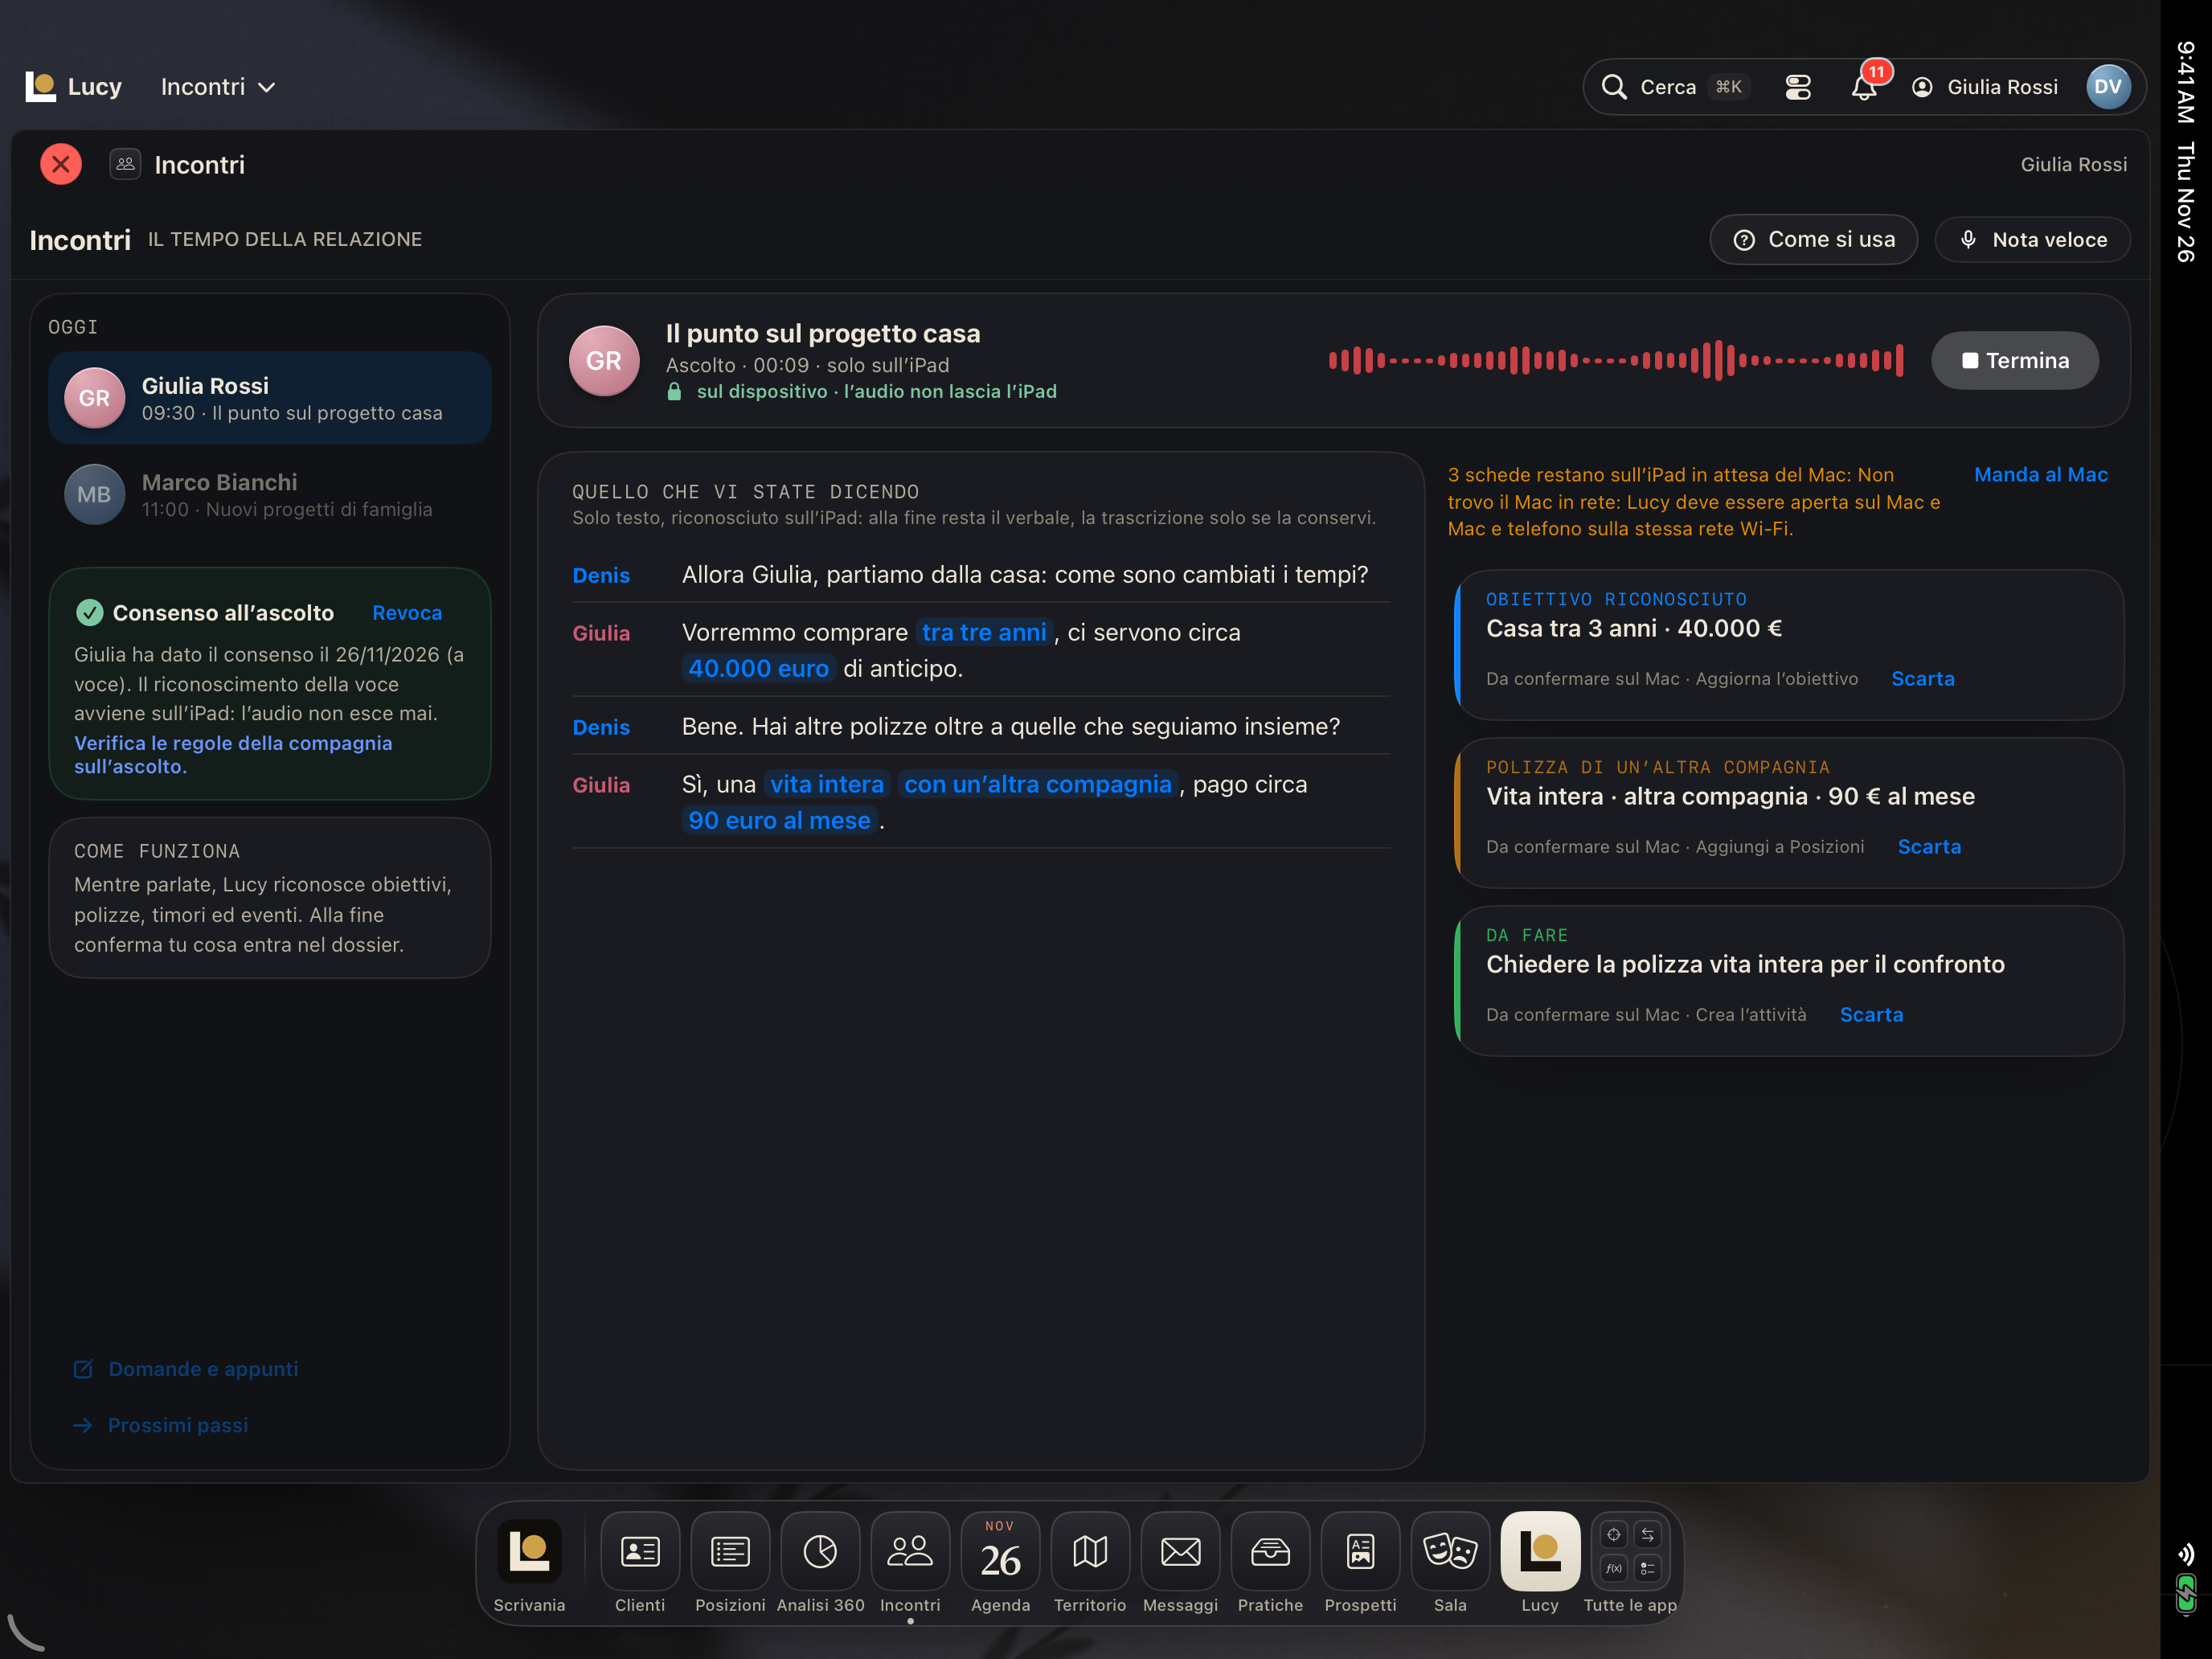 Lucy
Incontri
Cerca
⌘K
11
Giulia Rossi
DV
9:41 AM Thu Nov 26
Incontri
Giulia Rossi
Incontri
IL TEMPO DELLA RELAZIONE
Come si usa
Nota veloce
OGGI
GR
Giulia Rossi
09:30 · Il punto sul progetto casa
MB
Marco Bianchi
11:00 · Nuovi progetti di famiglia
Consenso all’ascolto
Revoca
Giulia ha dato il consenso il 26/11/2026 (a
voce). Il riconoscimento della voce
avviene sull’iPad: l’audio non esce mai.
Verifica le regole della compagnia
sull’ascolto.
COME FUNZIONA
Mentre parlate, Lucy riconosce obiettivi,
polizze, timori ed eventi. Alla fine
conferma tu cosa entra nel dossier.
Domande e appunti
Prossimi passi
GR
Il punto sul progetto casa
Ascolto · 00:09 · solo sull’iPad
sul dispositivo · l’audio non lascia l’iPad
Termina
QUELLO CHE VI STATE DICENDO
Solo testo, riconosciuto sull’iPad: alla fine resta il verbale, la trascrizione solo se la conservi.
Denis
Allora Giulia, partiamo dalla casa: come sono cambiati i tempi?
Giulia
Vorremmo comprare tra tre anni, ci servono circa
40.000 euro di anticipo.
Denis
Bene. Hai altre polizze oltre a quelle che seguiamo insieme?
Giulia
Sì, una vita intera con un’altra compagnia, pago circa
90 euro al mese.
3 schede restano sull’iPad in attesa del Mac: Non
trovo il Mac in rete: Lucy deve essere aperta sul Mac e
Mac e telefono sulla stessa rete Wi-Fi.
Manda al Mac
OBIETTIVO RICONOSCIUTO
Casa tra 3 anni · 40.000 €
Da confermare sul Mac · Aggiorna l’obiettivo
Scarta
POLIZZA DI UN’ALTRA COMPAGNIA
Vita intera · altra compagnia · 90 € al mese
Da confermare sul Mac · Aggiungi a Posizioni
Scarta
DA FARE
Chiedere la polizza vita intera per il confronto
Da confermare sul Mac · Crea l’attività
Scarta
NOV
26
A
f(x)
Scrivania
Clienti
Posizioni
Analisi 360
Incontri
Agenda
Territorio
Messaggi
Pratiche
Prospetti
Sala
Lucy
Tutte le app